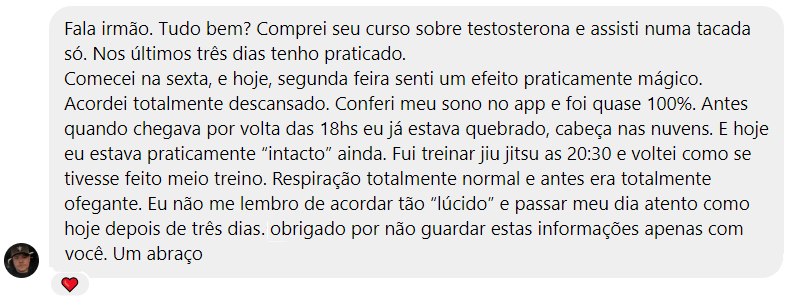 Fala irmão. Tudo bem? Comprei seu curso sobre testosterona e assisti numa tacada
só. Nos últimos três dias tenho praticado.
Comecei na sexta, e hoje, segunda feira senti um efeito praticamente mágico.
Acordei totalmente descansado. Conferi meu sono no app e foi quase 100%. Antes
quando chegava por volta das 18hs eu já estava quebrado, cabeça nas nuvens. E hoje
eu estava praticamente “intacto” ainda. Fui treinar jiu jitsu as 20:30 e voltei como se
tivesse feito meio treino. Respiração totalmente normal e antes era totalmente
ofegante. Eu não me lembro de acordar tão “lúcido” e passar meu dia atento como
hoje depois de três dias. obrigado por não guardar estas informações apenas com
você. Um abraço